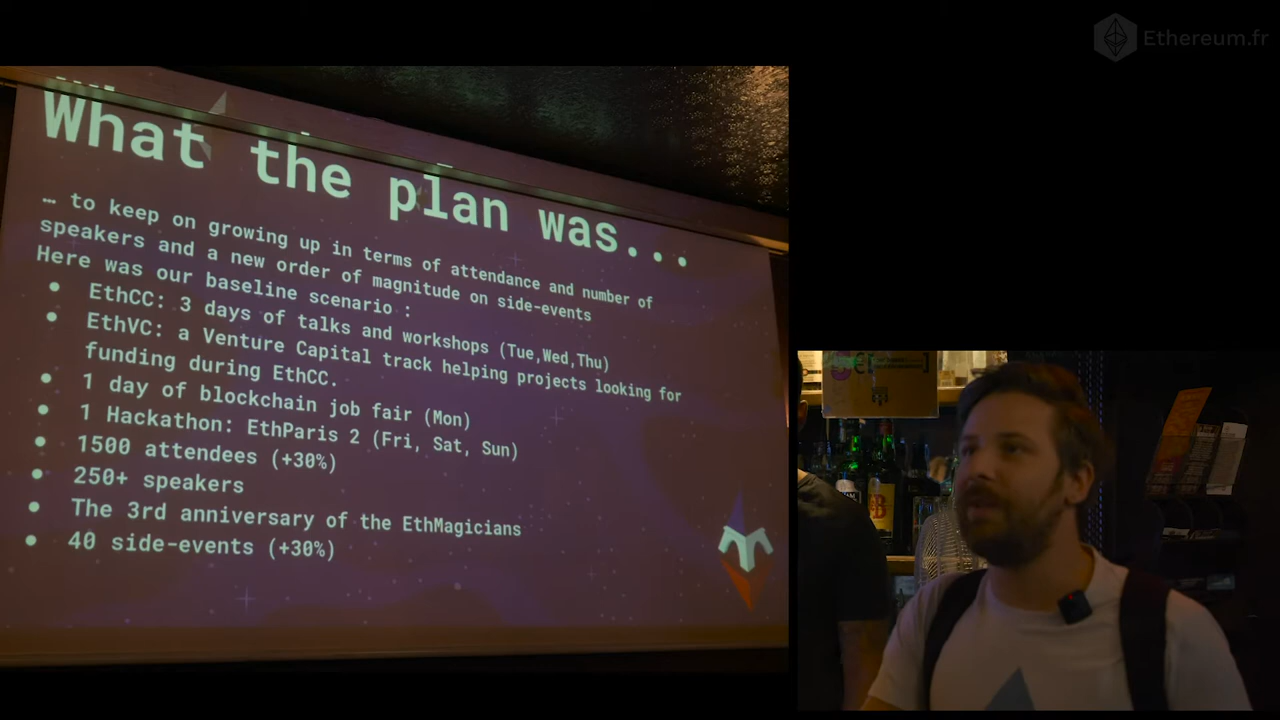 Ethereum.fr
What the plan was...
… to keep on growing up in terms of attendance and number of
speakers and a new order of magnitude on side-events
Here was our baseline scenario :
● EthCC: 3 days of talks and workshops (Tue,Wed,Thu)
● EthVC: a Venture Capital track helping projects looking for
funding during EthCC.
● 1 day of blockchain job fair (Mon)
● 1 Hackathon: EthParis 2 (Fri, Sat, Sun)
● 1500 attendees (+30%)
● 250+ speakers
● The 3rd anniversary of the EthMagicians
● 40 side-events (+30%)